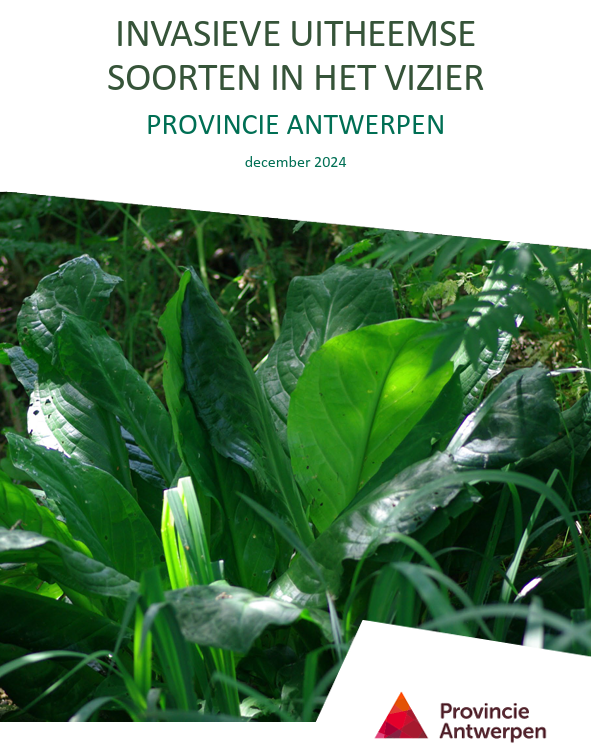 INVASIEVE UITHEEMSE
SOORTEN IN HET VIZIER
PROVINCIE ANTWERPEN
december 2024
Provincie
Antwerpen